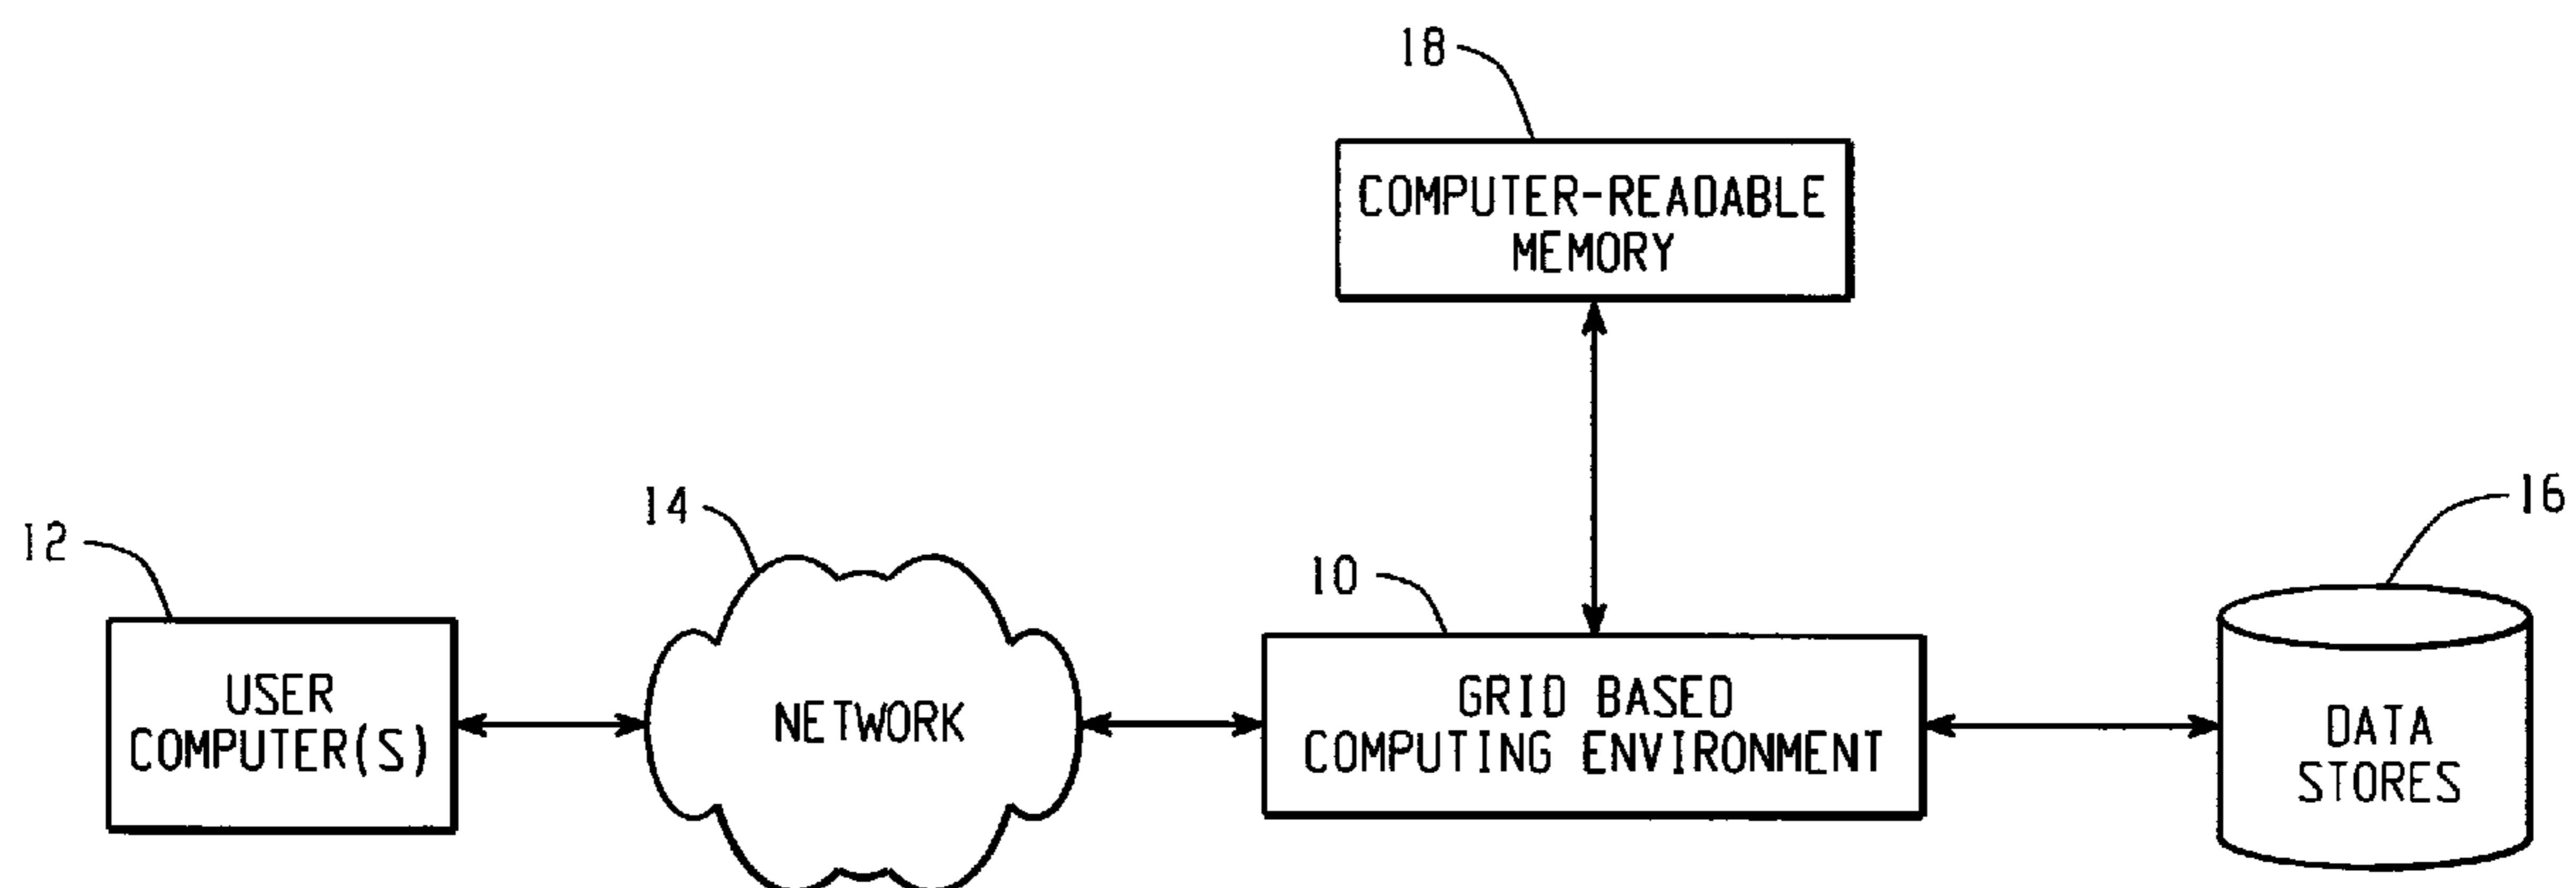 18
COMPUTER-READABLE
MEMORY
12
USER
COMPUTER(S)
14
NETWORK
10
GRID BASED
COMPUTING ENVIRONMENT
16
DATA
STORES